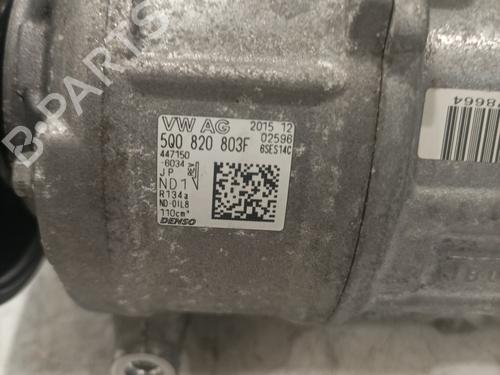 VW AG 2015 12
02596
5Q0 820 803F
6SES14C
447150
-6034
JP
ND1
R134a
ND-OIL8
110cm³
DENSO
78664
B-PARTS